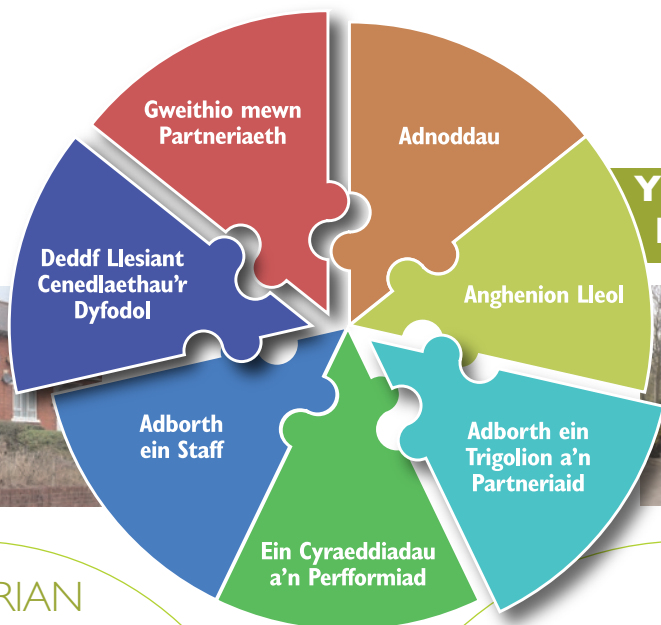 Gweithio mewn
Partneriaeth
Adnoddau
Deddf Llesiant
Cenedlaethau'r
Dyfodol
Anghenion Lleol
Adborth
ein Staff
Adborth ein
Trigolion a'n
Partneriaid
Ein Cyraeddiadau
a'n Perfformiad
RIAN